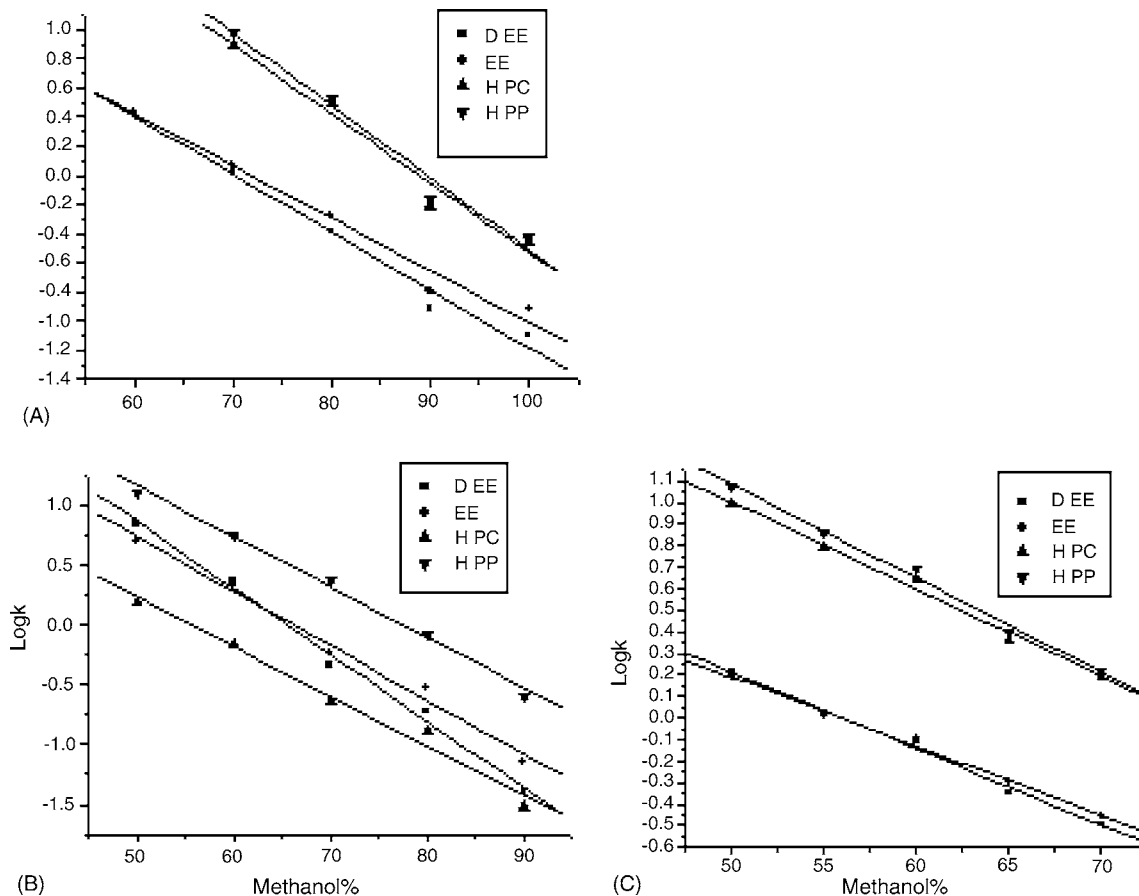 1.0
0.8
0.6
0.4
0.2
0.0
-0.2
-0.4
-0.6
-0.8
-1.0
-1.2
-1.4
60 70 80 90 100
D EE
EE
H PC
H PP
(A)
Logk
1.0
0.5
0.0
-0.5
-1.0
-1.5
50 60 70 80 90
Methanol%
D EE
EE
H PC
H PP
(B)
Logk
1.1
1.0
0.9
0.8
0.7
0.6
0.5
0.4
0.3
0.2
0.1
0.0
-0.1
-0.2
-0.3
-0.4
-0.5
-0.6
50 55 60 65 70
Methanol%
D EE
EE
H PC
H PP
(C)